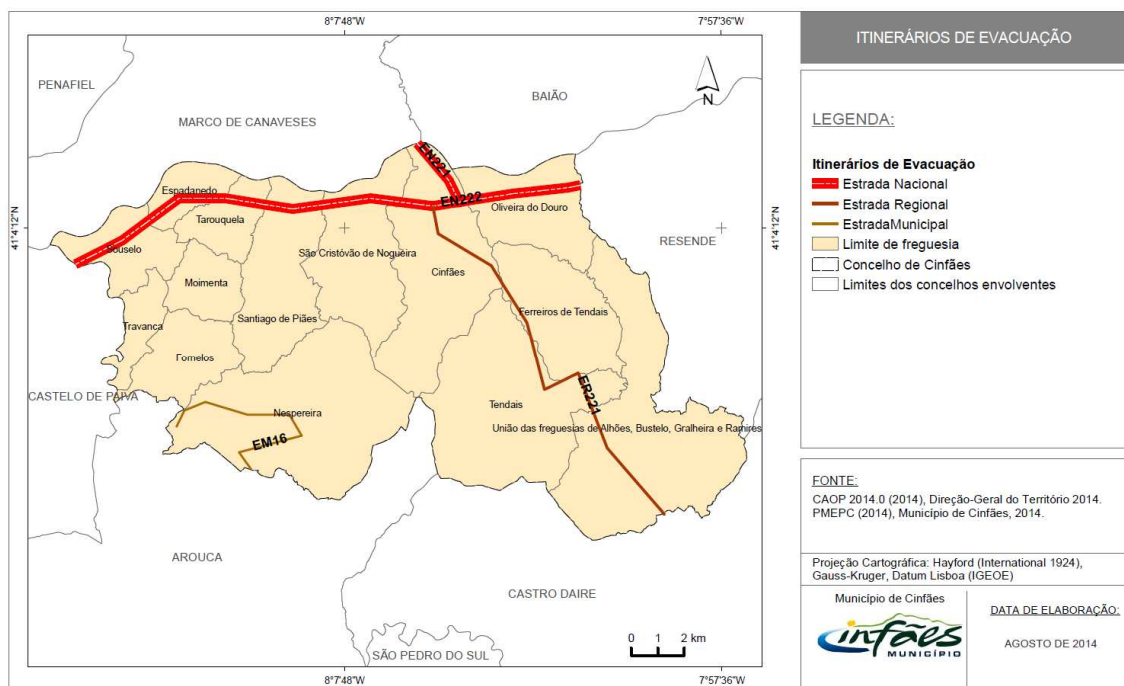 8°7'48"W
7°57'36"W
ITINERÁRIOS DE EVACUAÇÃO
PENAFIEL
BAIÃO
N
MARCO DE CANAVESES
LEGENDA:
Itinerários de Evacuação
Estrada Nacional
Estrada Regional
EstradaMunicipal
Limite de freguesia
Concelho de Cinfães
Limites dos concelhos envolventes
EN221
Espadanedo
EN222
Oliveira do Douro
Tarouquela
41°4'12"N
41°4'12"N
RESENDE
Souselo
São Cristóvão de Nogueira
Cinfães
Moimenta
Ferreiros de Tendais
Travanca
Santiago de Piães
Fornelos
CASTELO DE PAIVA
ER221
Tendais
Nespereira
União das freguesias de Alhões, Bustelo, Gralheira e Ramires
EM16
FONTE:
CAOP 2014.0 (2014), Direção-Geral do Território 2014.
PMEPC (2014), Município de Cinfães, 2014.
AROUCA
Projeção Cartográfica: Hayford (International 1924),
Gauss-Kruger, Datum Lisboa (IGEOE)
CASTRO DAIRE
Município de Cinfães
DATA DE ELABORAÇÃO:
cinfães
MUNICÍPIO
AGOSTO DE 2014
0 1 2 km
SÃO PEDRO DO SUL
8°7'48"W
7°57'36"W